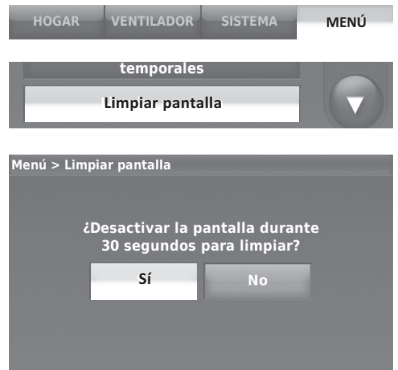 HOGAR VENTILADOR SISTEMA MENÚ
temporales
Limpiar pantalla
Menú > Limpiar pantalla
¿Desactivar la pantalla durante
30 segundos para limpiar?
Sí No